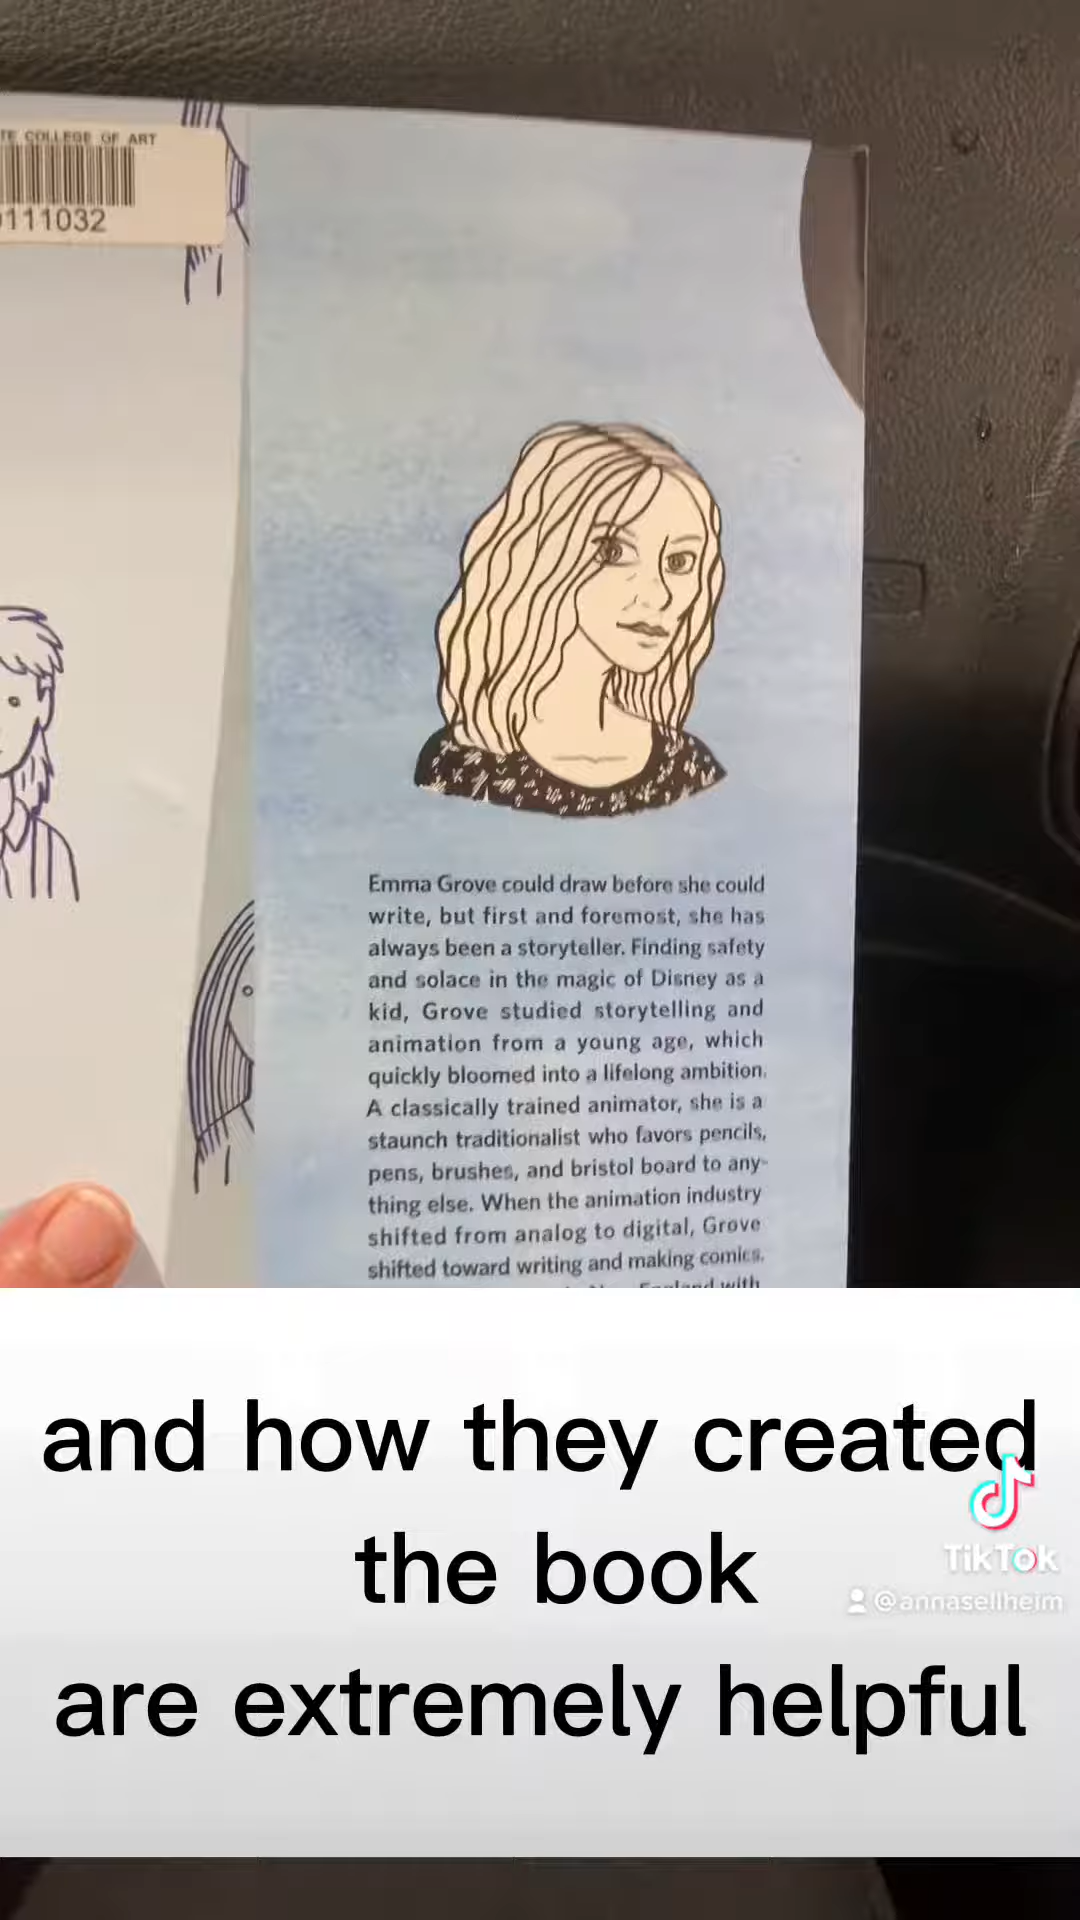 TE COLLEGE OF ART
111032
Emma Grove could draw before she could
write, but first and foremost, she has
always been a storyteller. Finding safety
and solace in the magic of Disney as a
kid, Grove studied storytelling and
animation from a young age, which
quickly bloomed into a lifelong ambition.
A classically trained animator, she is a
staunch traditionalist who favors pencils,
pens, brushes, and bristol board to any-
thing else. When the animation industry
shifted from analog to digital, Grove
shifted toward writing and making comics.
England with
and how they created
the book
are extremely helpful
TikTok
@annasellheim